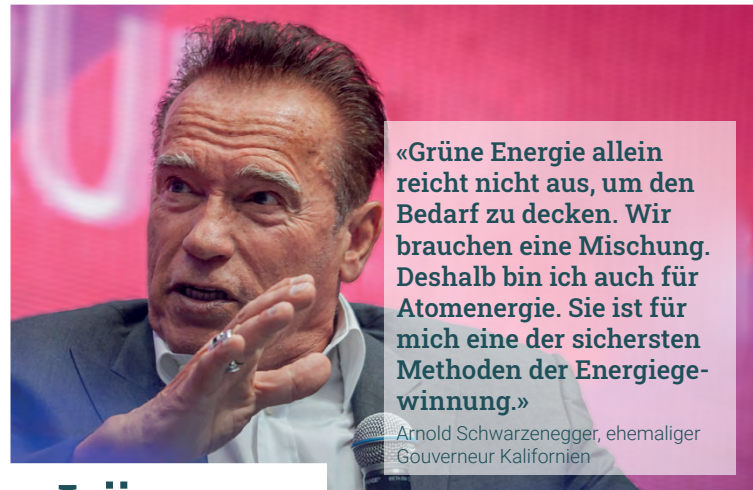 «Grüne Energie allein
reicht nicht aus, um den
Bedarf zu decken. Wir
brauchen eine Mischung.
Deshalb bin ich auch für
Atomenergie. Sie ist für
mich eine der sichersten
Methoden der Energiege-
winnung.»
Arnold Schwarzenegger, ehemaliger
Gouverneur Kalifornien